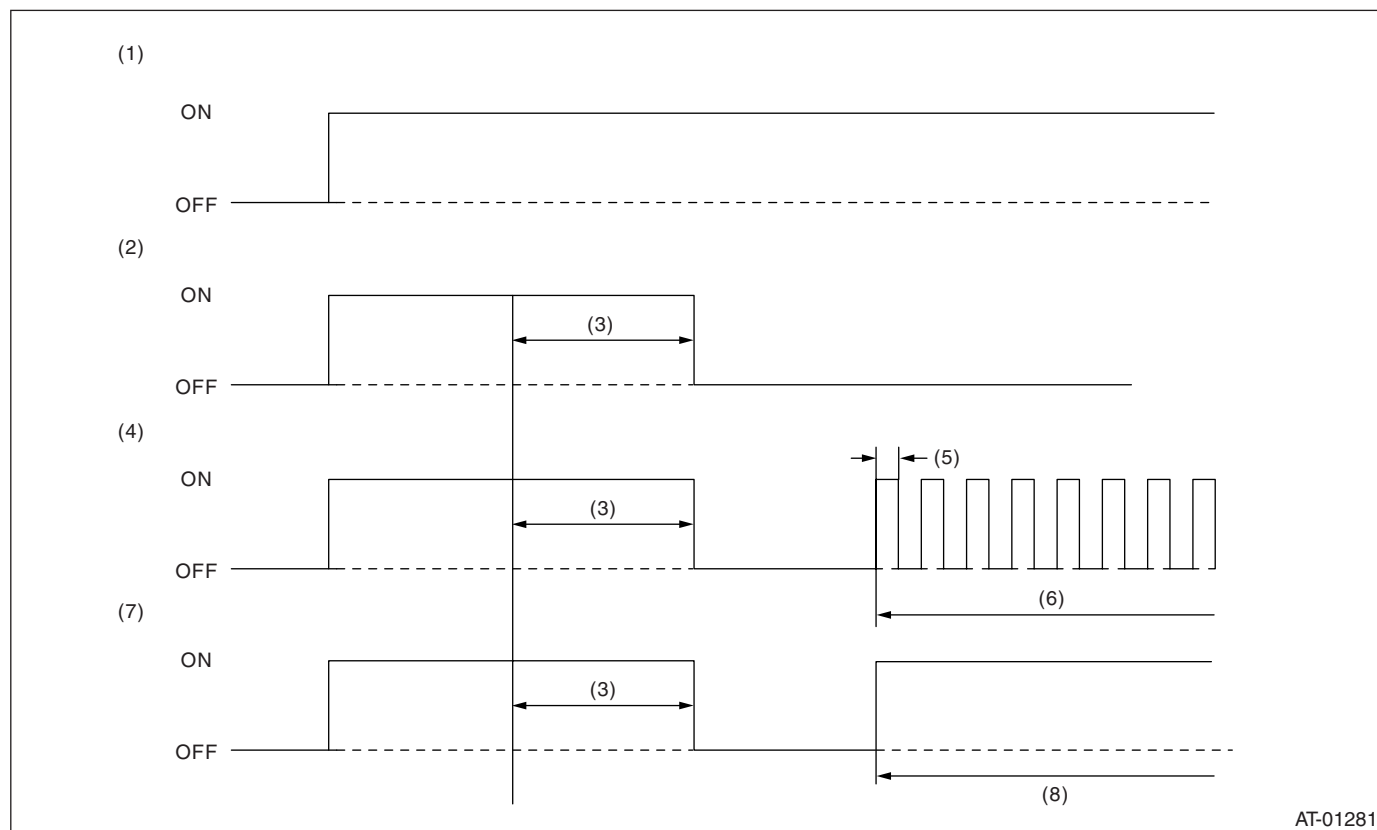 (1)
ON
OFF
(2)
ON
(3)
OFF
(4)
(5)
ON
(3)
OFF
(6)
(7)
ON
(3)
OFF
(8)
AT-01281